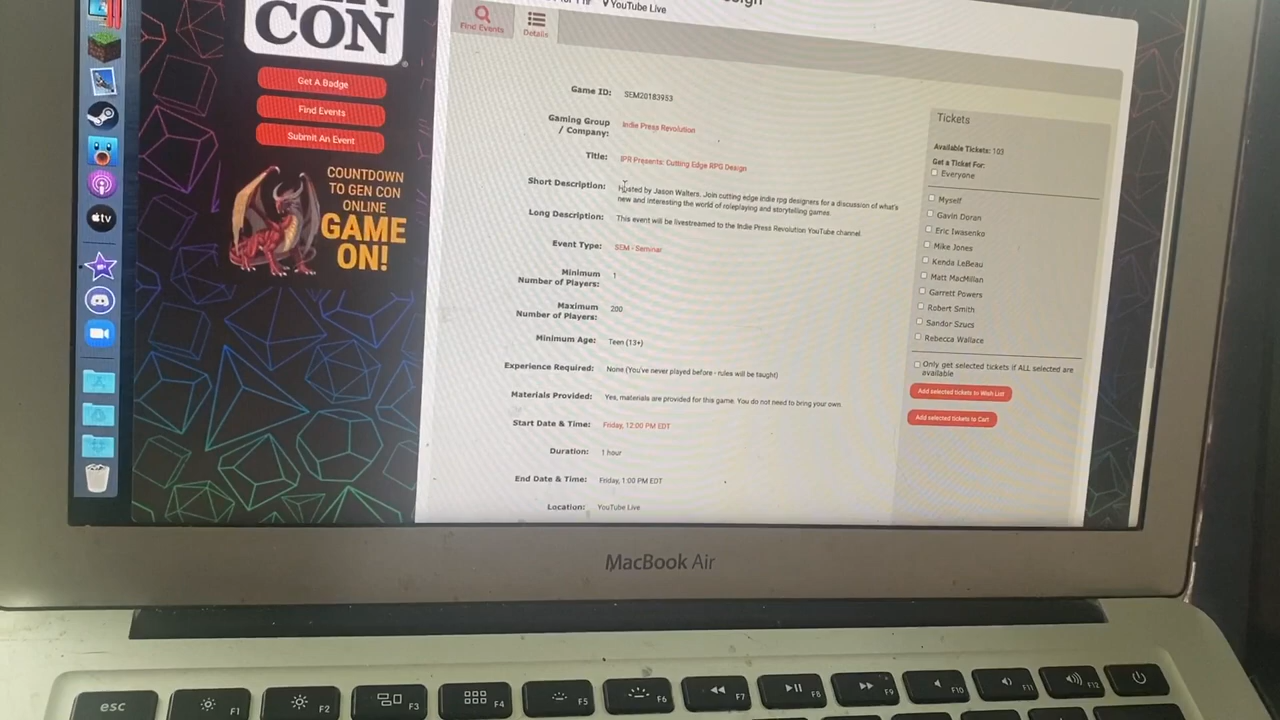 CON
Get A Badge
Find Events
Submit An Event
COUNTDOWN
TO GEN CON
ONLINE
GAME
ON!
YouTube Live
Find Events
Details
Game ID: SEM20183953
Gaming Group
/ Company: Indie Press Revolution
Title: IPR Presents: Cutting Edge RPG Design
Short Description: Hosted by Jason Walters. Join cutting edge indie rpg designers for a discussion of what's
new and interesting the world of roleplaying and storytelling games.
Long Description: This event will be livestreamed to the Indie Press Revolution YouTube channel.
Event Type: SEM - Seminar
Minimum
Number of Players: 1
Maximum
Number of Players: 200
Minimum Age: Teen (13+)
Experience Required: None (You've never played before - rules will be taught)
Materials Provided: Yes, materials are provided for this game. You do not need to bring your own.
Start Date & Time: Friday, 12:00 PM EDT
Duration: 1 hour
End Date & Time: Friday, 1:00 PM EDT
Location: YouTube Live
Tickets
Available Tickets: 103
Get a Ticket For:
Everyone
Myself
Gavin Doran
Eric Iwasenko
Mike Jones
Kenda LeBeau
Matt MacMillan
Garrett Powers
Robert Smith
Sandor Szucs
Rebecca Wallace
Only get selected tickets if ALL selected are
available
Add selected tickets to Wish List
Add selected tickets to Cart
tv
MacBook Air
esc F1 F2 F3 F4 F5 F6 F7 F8 F9 F10 F11 F12